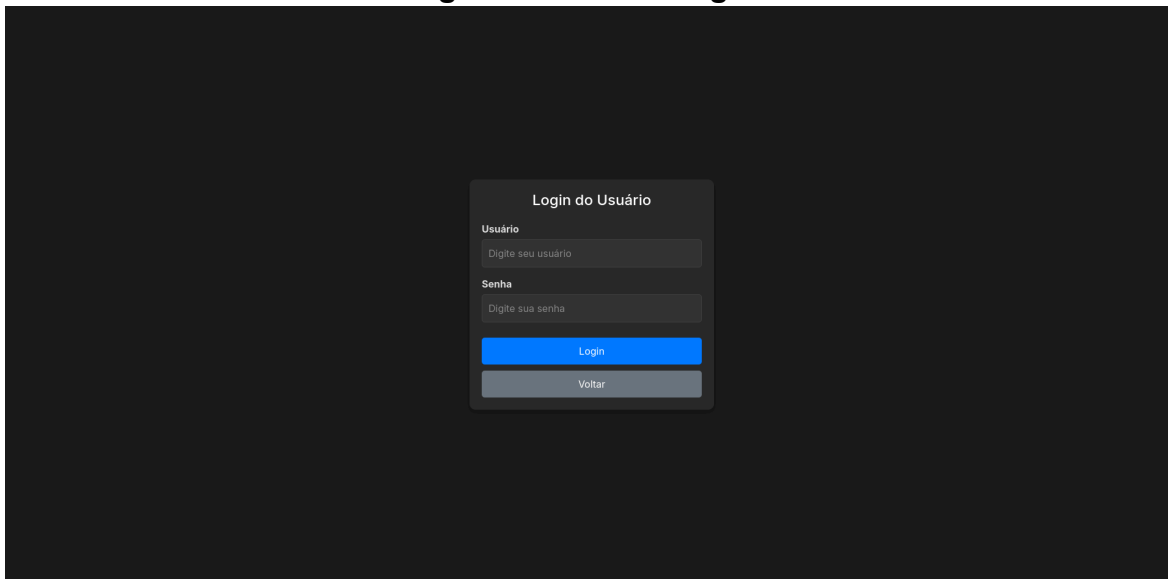 Login do Usuário
Usuário
Digite seu usuário
Senha
Digite sua senha
Login
Voltar